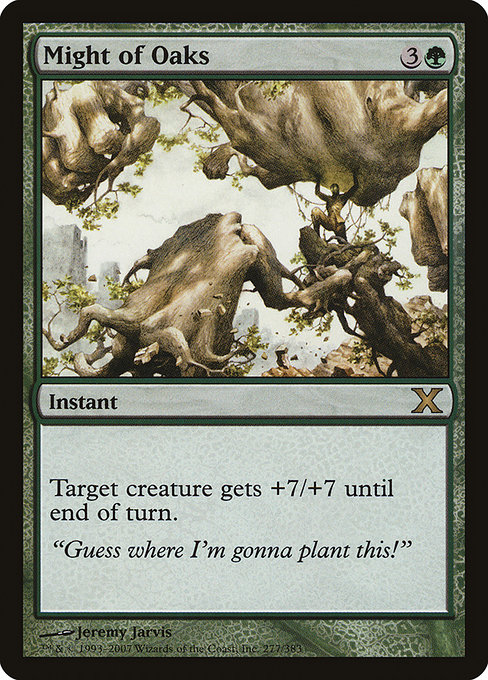 Might of Oaks 3
Instant X
Target creature gets +7/+7 until
end of turn.
“Guess where I’m gonna plant this!”
Jeremy Jarvis
™ & © 1993–2007 Wizards of the Coast, Inc. 277/383